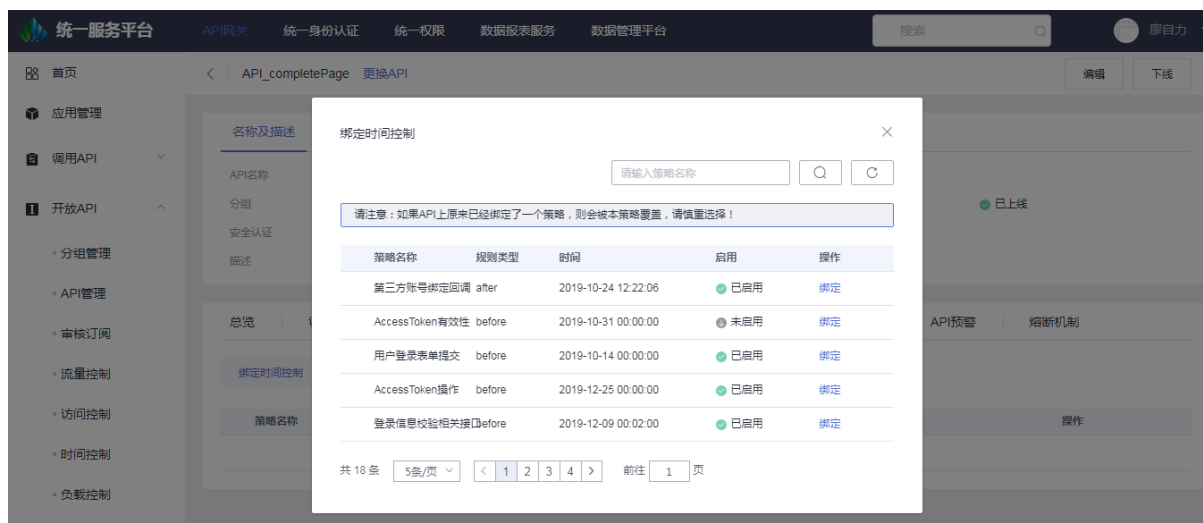 统一服务平台 API网关 统一身份认证 统一权限 数据报表服务 数据管理平台 搜索 廖自力
首页
API_completePage 更换API 编辑 下线
应用管理
名称及描述
绑定时间控制
调用API
API名称
请输入策略名称
开放API
分组
已上线
请注意：如果API上原来已经绑定了一个策略，则会被本策略覆盖，请慎重选择！
安全认证
分组管理
描述
策略名称 规则类型 时间 启用 操作
API管理
第三方账号绑定回调 after 2019-10-24 12:22:06 已启用 绑定
总览
AccessToken有效性 before 2019-10-31 00:00:00 未启用 绑定
API预警 熔断机制
审核订阅
用户登录表单提交 before 2019-10-14 00:00:00 已启用 绑定
流量控制
绑定时间控制
AccessToken操作 before 2019-12-25 00:00:00 已启用 绑定
访问控制
策略名称
登录信息校验相关接口before 2019-12-09 00:02:00 已启用 绑定
操作
时间控制
共 18 条 5条/页 < 1 2 3 4 > 前往 1 页
负载控制